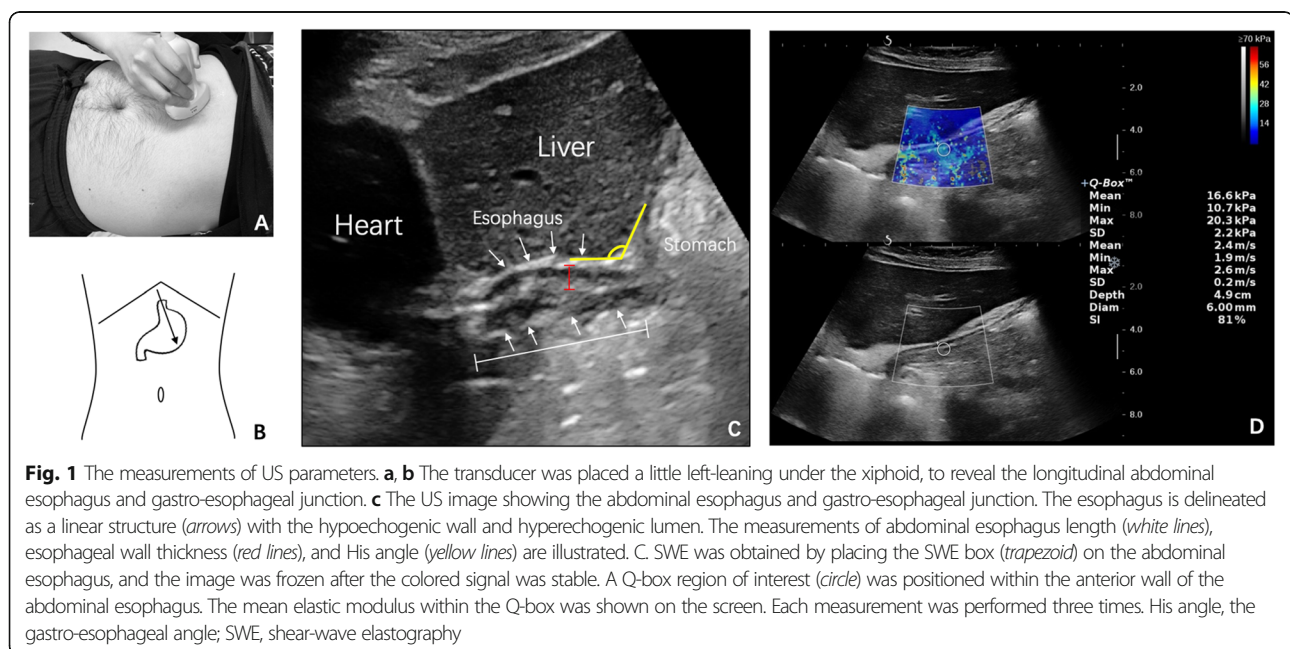 A
B
Liver
Esophagus
Heart
Stomach
C
S
≥70 kPa
56
42
28
14
2.0
4.0
6.0
8.0
+Q-Box™
Mean 16.6 kPa
Min 10.7 kPa
Max 20.3 kPa
SD 2.2 kPa
Mean 2.4 m/s
Min 1.9 m/s
Max 2.6 m/s
SD 0.2 m/s
Depth 4.9 cm
Diam 6.00 mm
SI 81%
S
2.0
4.0
6.0
8.0
D
Fig. 1 The measurements of US parameters. a, b The transducer was placed a little left-leaning under the xiphoid, to reveal the longitudinal abdominal
esophagus and gastro-esophageal junction. c The US image showing the abdominal esophagus and gastro-esophageal junction. The esophagus is delineated
as a linear structure (arrows) with the hypoechogenic wall and hyperechogenic lumen. The measurements of abdominal esophagus length (white lines),
esophageal wall thickness (red lines), and His angle (yellow lines) are illustrated. C. SWE was obtained by placing the SWE box (trapezoid) on the abdominal
esophagus, and the image was frozen after the colored signal was stable. A Q-box region of interest (circle) was positioned within the anterior wall of the
abdominal esophagus. The mean elastic modulus within the Q-box was shown on the screen. Each measurement was performed three times. His angle, the
gastro-esophageal angle; SWE, shear-wave elastography